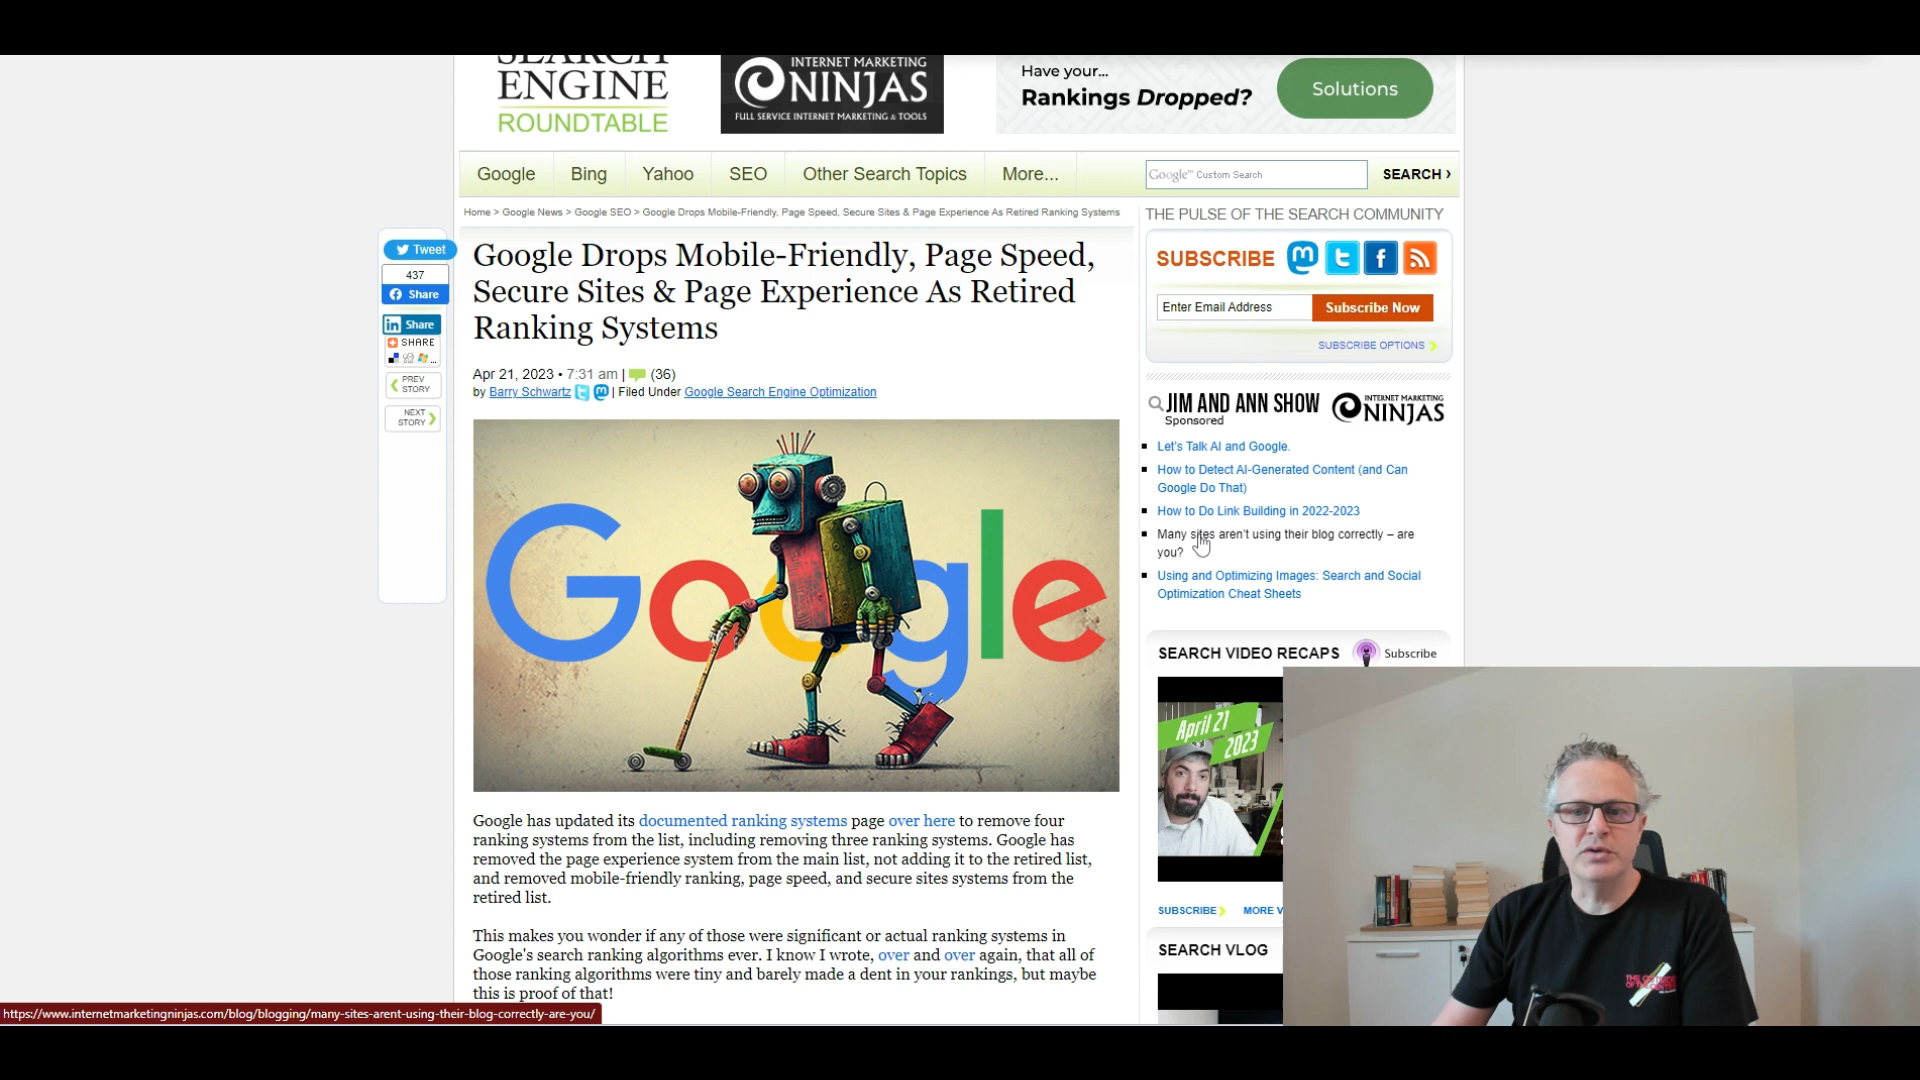 SEARCH
ENGINE
ROUNDTABLE
INTERNET MARKETING
NINJAS
FULL SERVICE INTERNET MARKETING & TOOLS
Have your...
Rankings Dropped?
Solutions
Google Bing Yahoo SEO Other Search Topics More...
Google™ Custom Search
SEARCH ›
Home > Google News > Google SEO > Google Drops Mobile-Friendly, Page Speed, Secure Sites & Page Experience As Retired Ranking Systems
Tweet
437
Share
in Share
SHARE
...
PREV
STORY
NEXT
STORY
Google Drops Mobile-Friendly, Page Speed,
Secure Sites & Page Experience As Retired
Ranking Systems
Apr 21, 2023 • 7:31 am | (36)
by Barry Schwartz | Filed Under Google Search Engine Optimization
Google
Google has updated its documented ranking systems page over here to remove four
ranking systems from the list, including removing three ranking systems. Google has
removed the page experience system from the main list, not adding it to the retired list,
and removed mobile-friendly ranking, page speed, and secure sites systems from the
retired list.
This makes you wonder if any of those were significant or actual ranking systems in
Google's search ranking algorithms ever. I know I wrote, over and over again, that all of
those ranking algorithms were tiny and barely made a dent in your rankings, but maybe
this is proof of that!
THE PULSE OF THE SEARCH COMMUNITY
SUBSCRIBE
Enter Email Address
Subscribe Now
SUBSCRIBE OPTIONS
JIM AND ANN SHOW
Sponsored
INTERNET MARKETING
NINJAS
Let's Talk AI and Google.
How to Detect AI-Generated Content (and Can
Google Do That)
How to Do Link Building in 2022-2023
Many sites aren't using their blog correctly – are
you?
Using and Optimizing Images: Search and Social
Optimization Cheat Sheets
SEARCH VIDEO RECAPS
Subscribe
April 21
2023
SUBSCRIBE
MORE V
SEARCH VLOG
https://www.internetmarketingninjas.com/blog/blogging/many-sites-arent-using-their-blog-correctly-are-you/